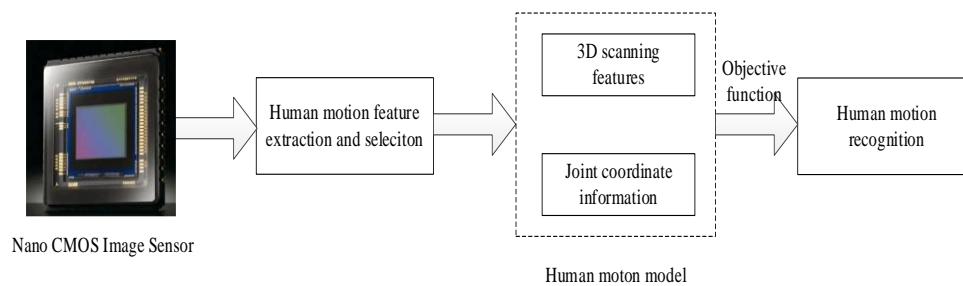 Nano CMOS Image Sensor
Human motion feature
extraction and seleciton
3D scanning
features
Joint coordinate
information
Human moton model
Objective
function
Human motion
recognition